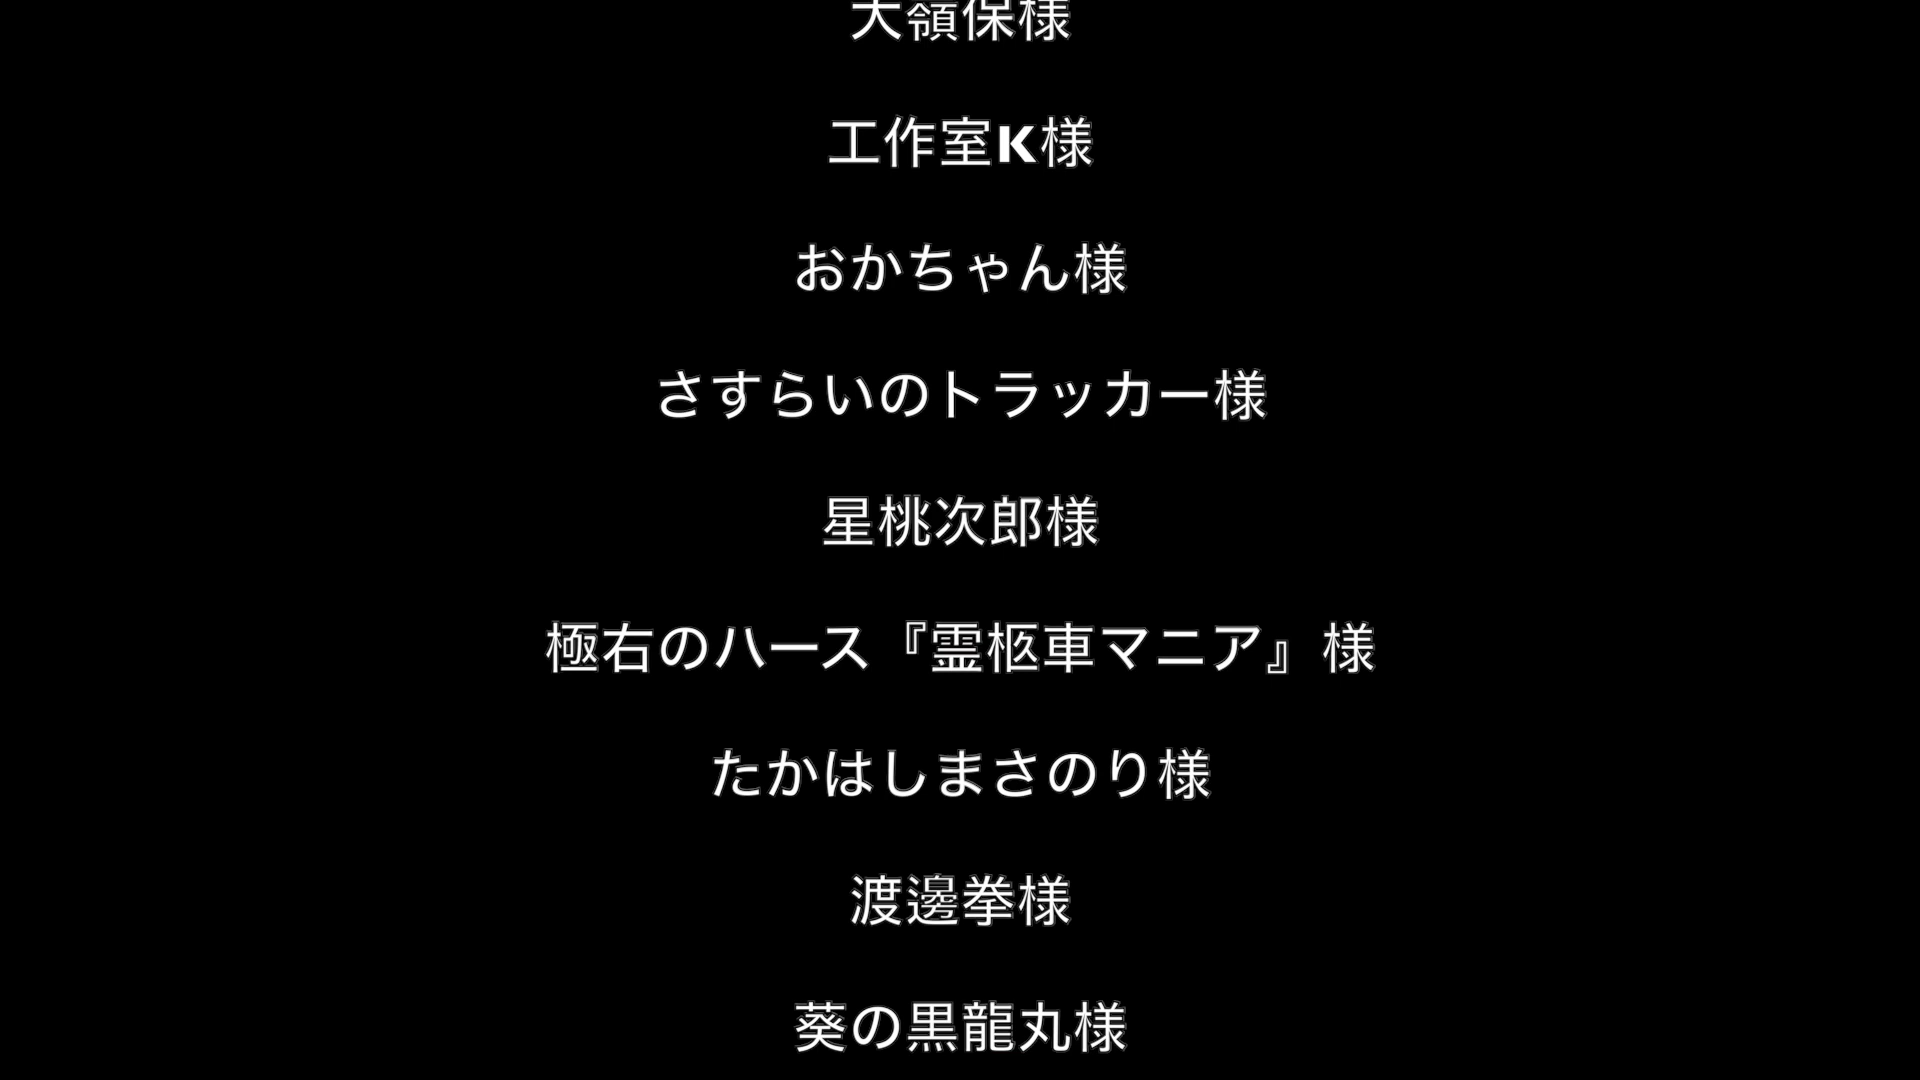 大嶺保様
工作室K様
おかちゃん様
さすらいのトラッカー様
星桃次郎様
極右のハース『霊柩車マニア』様
たかはしまさのり様
渡邊拳様
葵の黒龍丸様